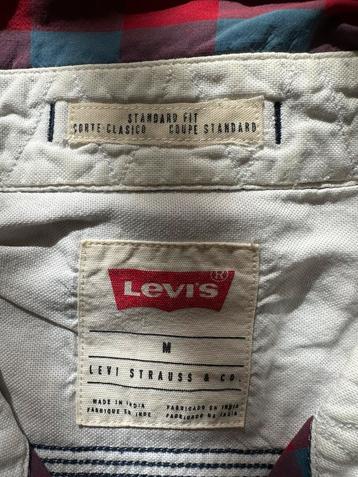 STANDARD FIT
CORTE CLASICO COUPE STANDARD
LEVI'S®
M
LEVI STRAUSS & CO.
MADE IN INDIA FABRICADO EN INDIA
FABRIQUE EN INDE FABRICADO NA INDIA